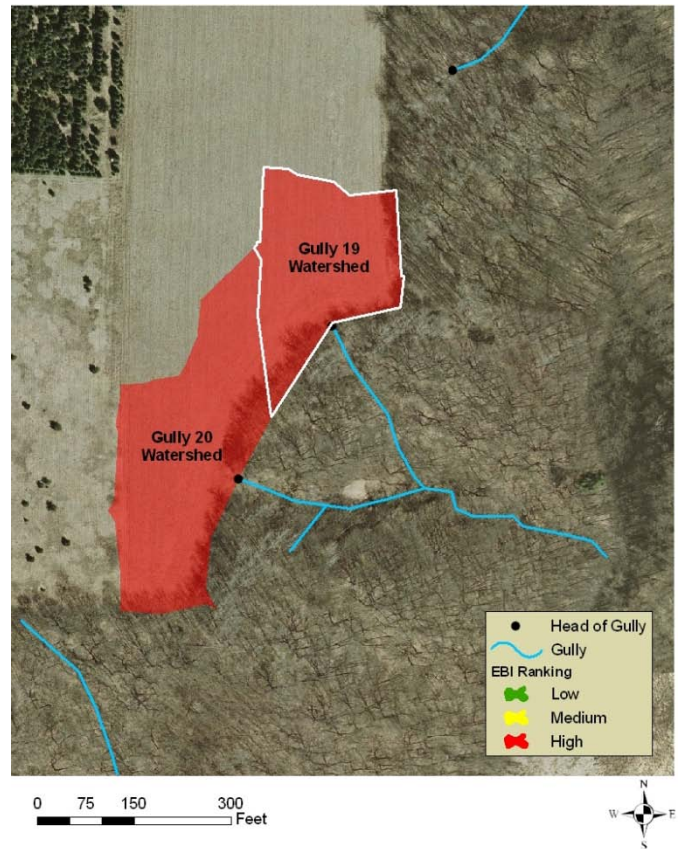 Gully 19
Watershed
Gully 20
Watershed
Head of Gully
Gully
EBI Ranking
Low
Medium
High
0 75 150 300
Feet
N
W E
S